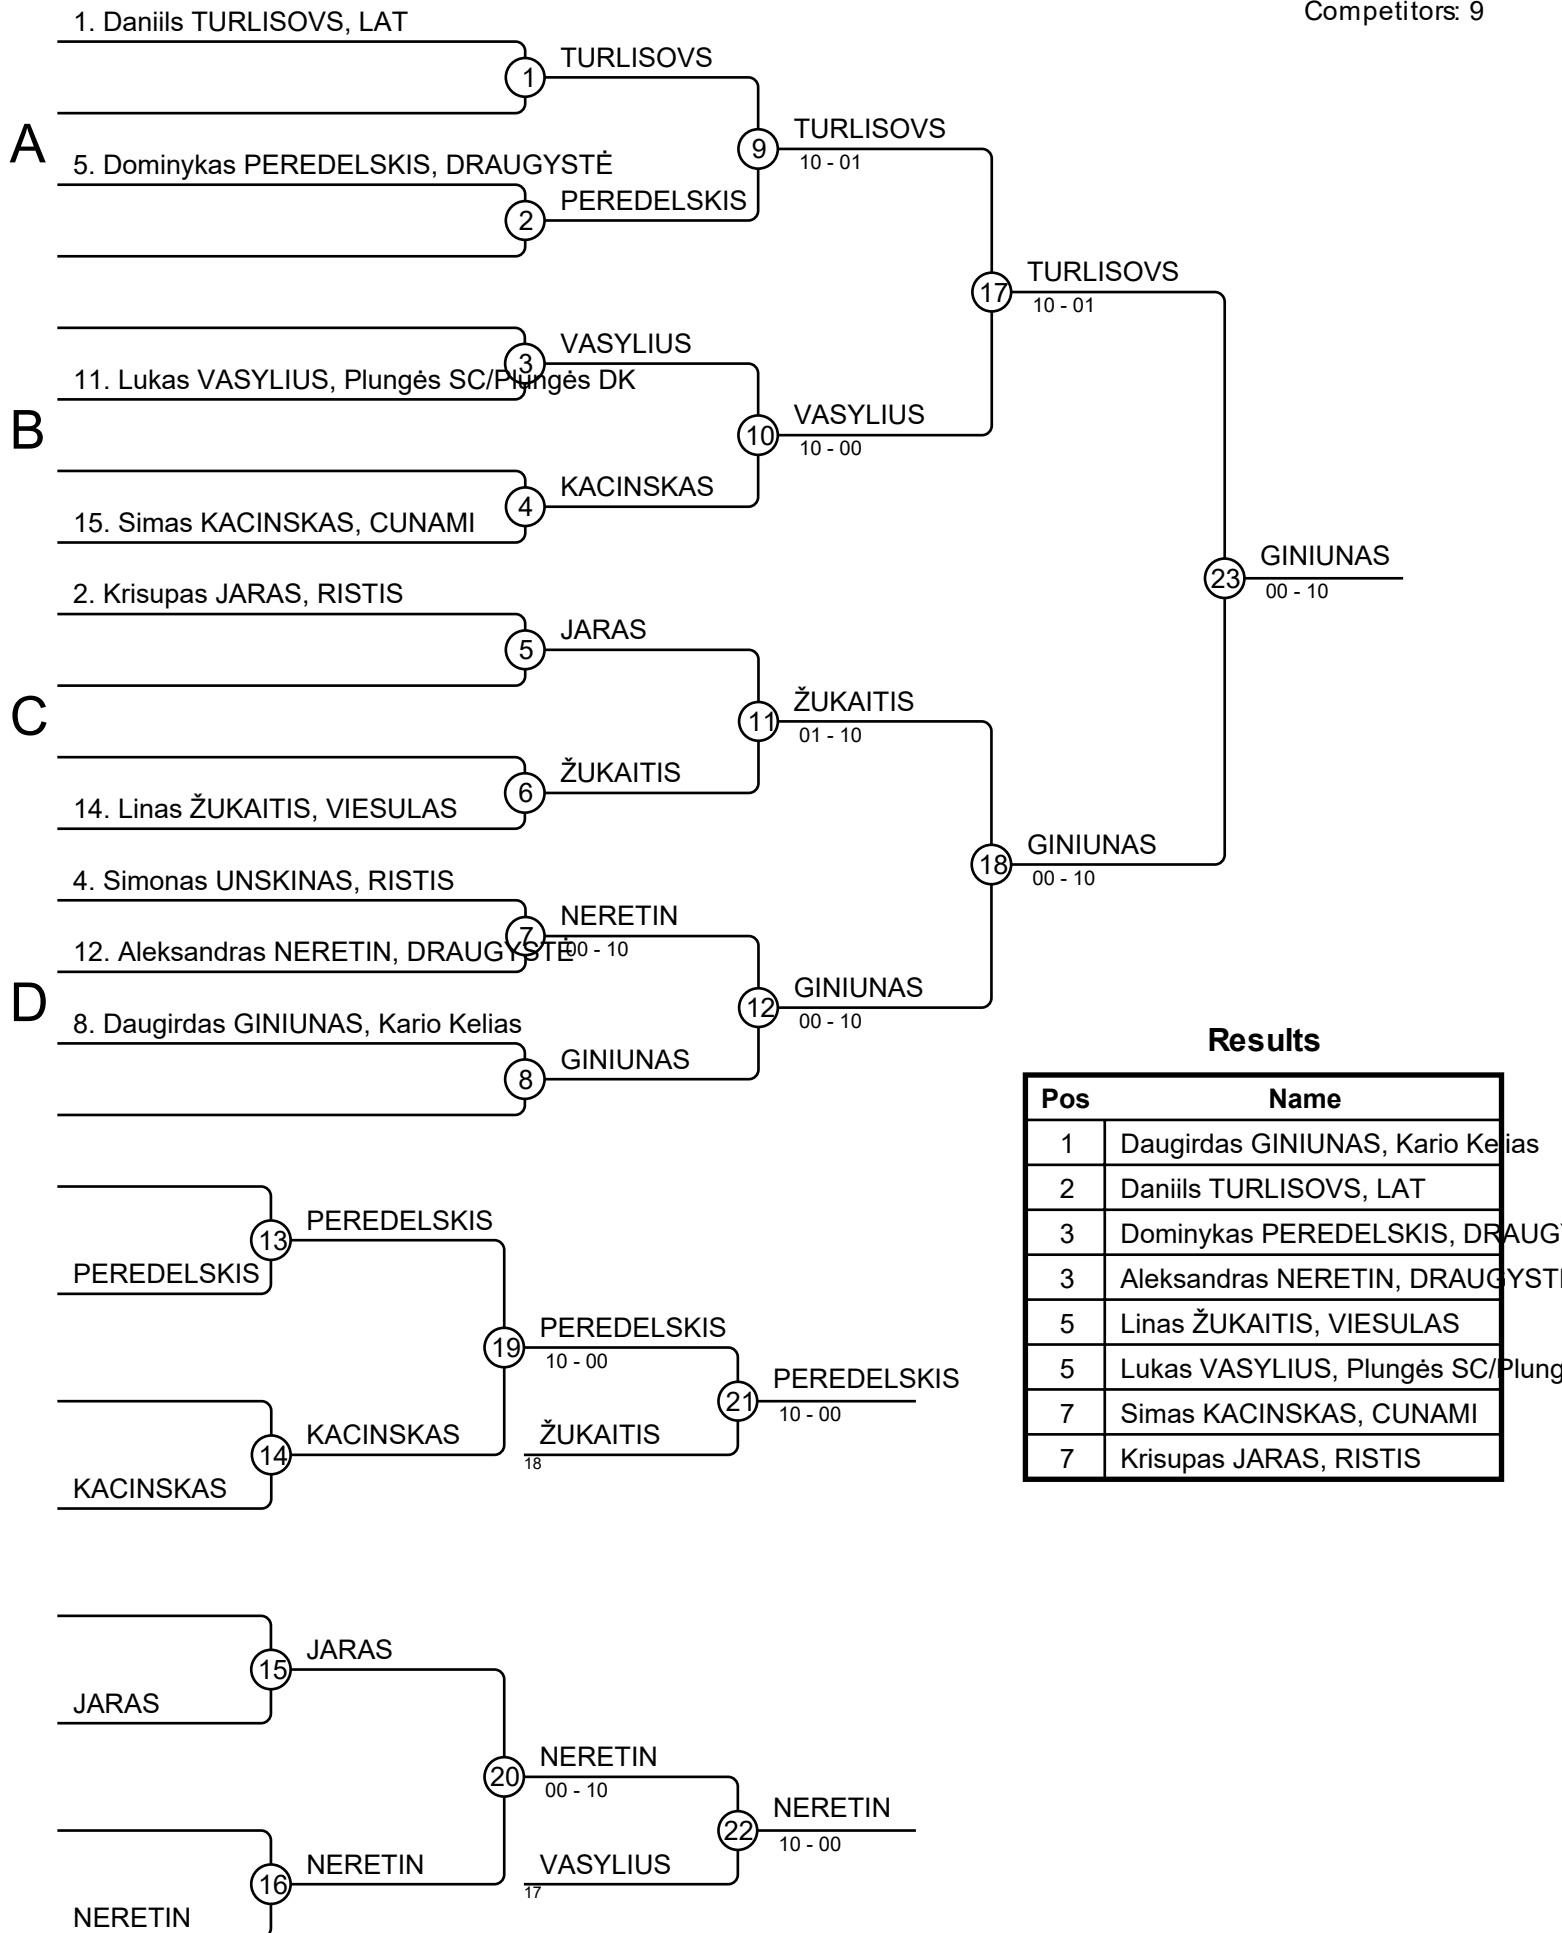 Competitors: 9
1. Daniils TURLISOVS, LAT
1
TURLISOVS
A
9
TURLISOVS
10 - 01
5. Dominykas PEREDELSKIS, DRAUGYSTĖ
2
PEREDELSKIS
17
TURLISOVS
10 - 01
3
VASYLIUS
11. Lukas VASYLIUS, Plungės SC/Plungės DK
B
10
VASYLIUS
10 - 00
4
KACINSKAS
15. Simas KACINSKAS, CUNAMI
23
GINIUNAS
00 - 10
2. Krisupas JARAS, RISTIS
5
JARAS
C
11
ŽUKAITIS
01 - 10
6
ŽUKAITIS
14. Linas ŽUKAITIS, VIESULAS
18
GINIUNAS
00 - 10
4. Simonas UNSKINAS, RISTIS
7
NERETIN
00 - 10
12. Aleksandras NERETIN, DRAUGYSTĖ
D
12
GINIUNAS
00 - 10
8. Daugirdas GINIUNAS, Kario Kelias
8
GINIUNAS
Results
Pos Name
1 Daugirdas GINIUNAS, Kario Kelias
2 Daniils TURLISOVS, LAT
3 Dominykas PEREDELSKIS, DRAUG
3 Aleksandras NERETIN, DRAUGYST
5 Linas ŽUKAITIS, VIESULAS
5 Lukas VASYLIUS, Plungės SC/Plung
7 Simas KACINSKAS, CUNAMI
7 Krisupas JARAS, RISTIS
13
PEREDELSKIS
PEREDELSKIS
19
PEREDELSKIS
10 - 00
21
PEREDELSKIS
10 - 00
14
KACINSKAS
ŽUKAITIS
18
KACINSKAS
15
JARAS
JARAS
20
NERETIN
00 - 10
22
NERETIN
10 - 00
16
NERETIN
VASYLIUS
17
NERETIN